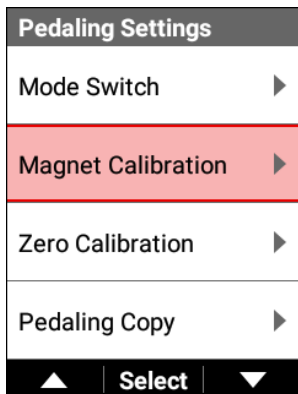 Pedaling Settings
Mode Switch
Magnet Calibration
Zero Calibration
Pedaling Copy
Select